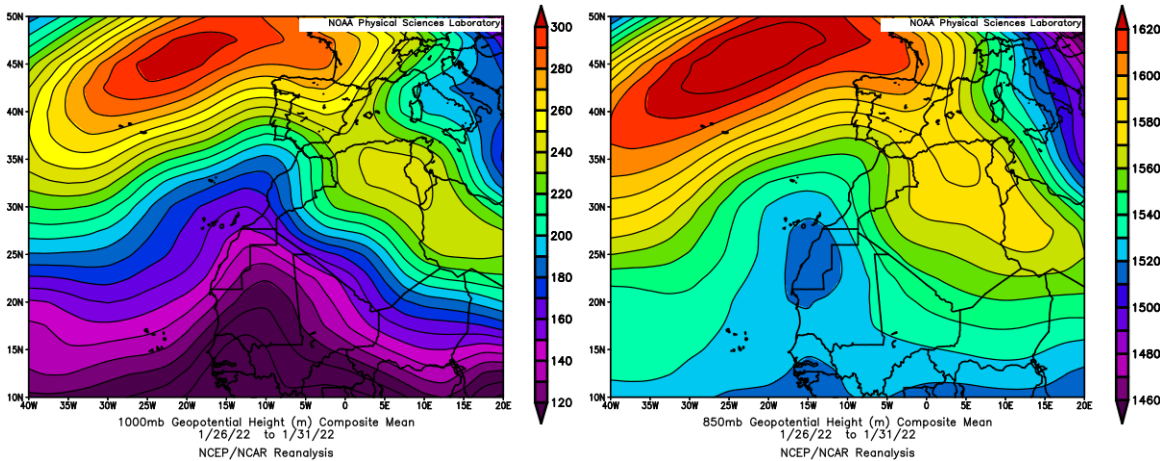 NOAA Physical Sciences Laboratory
50N
45N
40N
35N
30N
25N
20N
15N
10N
40W 35W 30W 25W 20W 15W 10W 5W 0 5E 10E 15E 20E
300
280
260
240
220
200
180
160
140
120
1000mb Geopotential Height (m) Composite Mean
1/26/22 to 1/31/22
NCEP/NCAR Reanalysis
NOAA Physical Sciences Laboratory
50N
45N
40N
35N
30N
25N
20N
15N
10N
40W 35W 30W 25W 20W 15W 10W 5W 0 5E 10E 15E 20E
1620
1600
1580
1560
1540
1520
1500
1480
1460
850mb Geopotential Height (m) Composite Mean
1/26/22 to 1/31/22
NCEP/NCAR Reanalysis